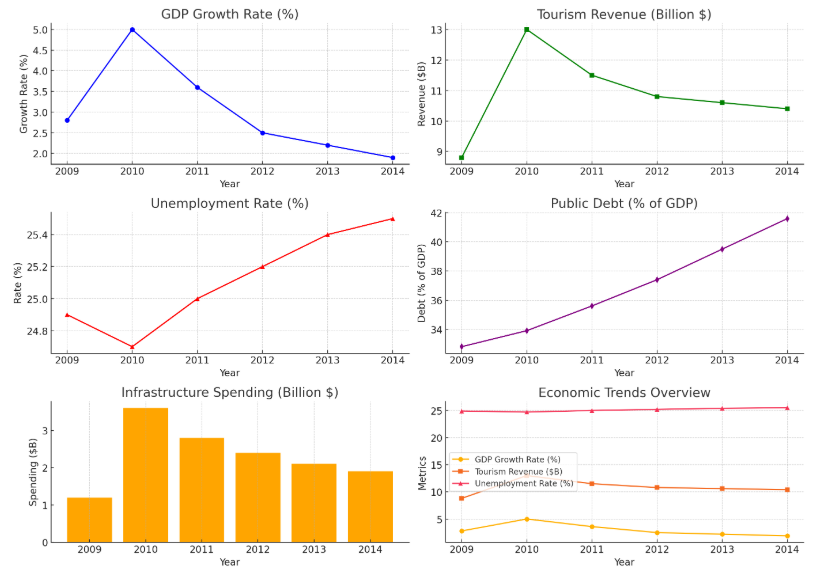 GDP Growth Rate (%)
Growth Rate (%)
5.0
4.5
4.0
3.5
3.0
2.5
2.0
2009 2010 2011 2012 2013 2014
Year
Tourism Revenue (Billion $)
Revenue ($B)
13
12
11
10
9
2009 2010 2011 2012 2013 2014
Year
Unemployment Rate (%)
Rate (%)
25.4
25.2
25.0
24.8
2009 2010 2011 2012 2013 2014
Year
Public Debt (% of GDP)
Debt (% of GDP)
42
40
38
36
34
2009 2010 2011 2012 2013 2014
Year
Infrastructure Spending (Billion $)
Spending ($B)
3
2
1
0
2009 2010 2011 2012 2013 2014
Year
Economic Trends Overview
Metrics
25
20
15
10
5
GDP Growth Rate (%)
Tourism Revenue ($B)
Unemployment Rate (%)
2009 2010 2011 2012 2013 2014
Year